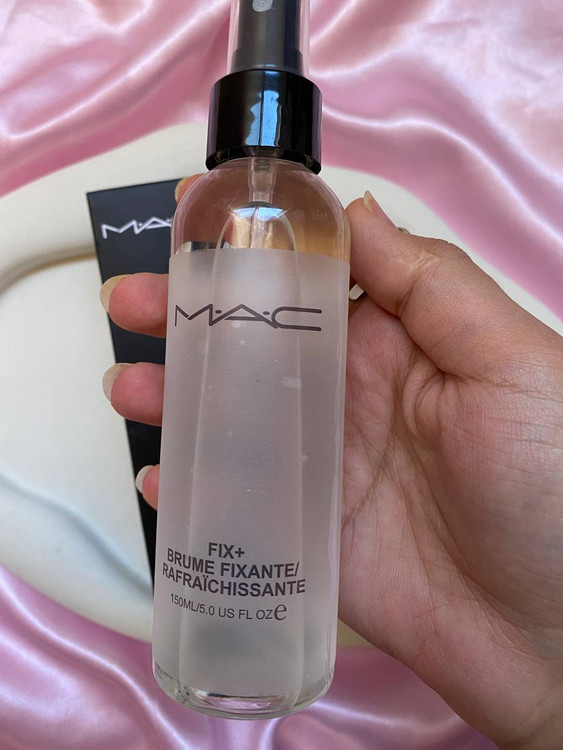 M·A·C
M·A·C
FIX+
BRUME FIXANTE/
RAFRAÎCHISSANTE
150ML/5.0 US FL OZ e